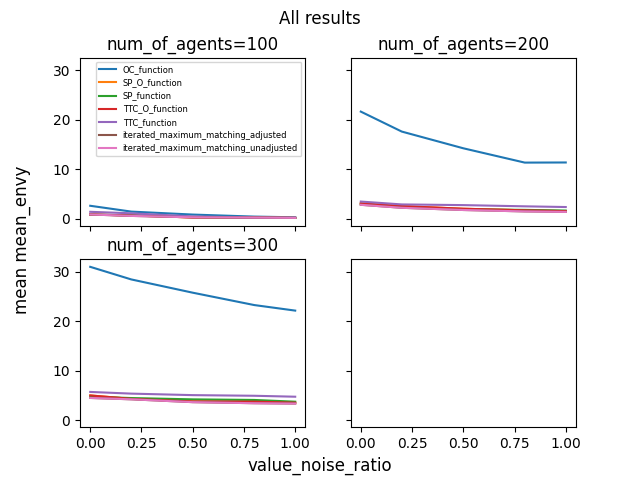 All results
num_of_agents=100
num_of_agents=200
30
20
10
0
OC_function
SP_O_function
SP_function
TTC_O_function
TTC_function
iterated_maximum_matching_adjusted
iterated_maximum_matching_unadjusted
mean mean_envy
num_of_agents=300
30
20
10
0
0.00 0.25 0.50 0.75 1.00
0.00 0.25 0.50 0.75 1.00
value_noise_ratio